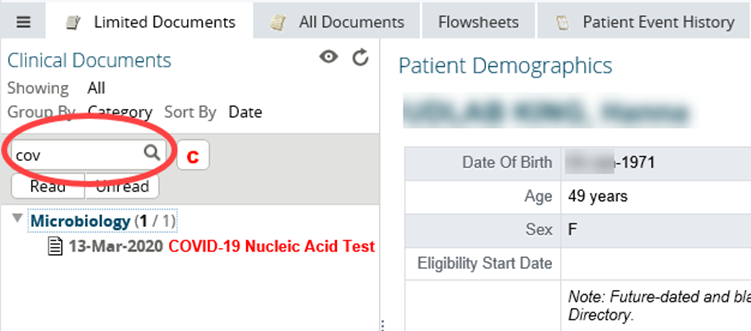 Limited Documents All Documents Flowsheets Patient Event History
Clinical Documents
Showing All
Group By Category Sort By Date
cov c
Read Unread
Microbiology (1 / 1)
13-Mar-2020 COVID-19 Nucleic Acid Test
Patient Demographics
Date Of Birth -1971
Age 49 years
Sex F
Eligibility Start Date
Note: Future-dated and bla
Directory.